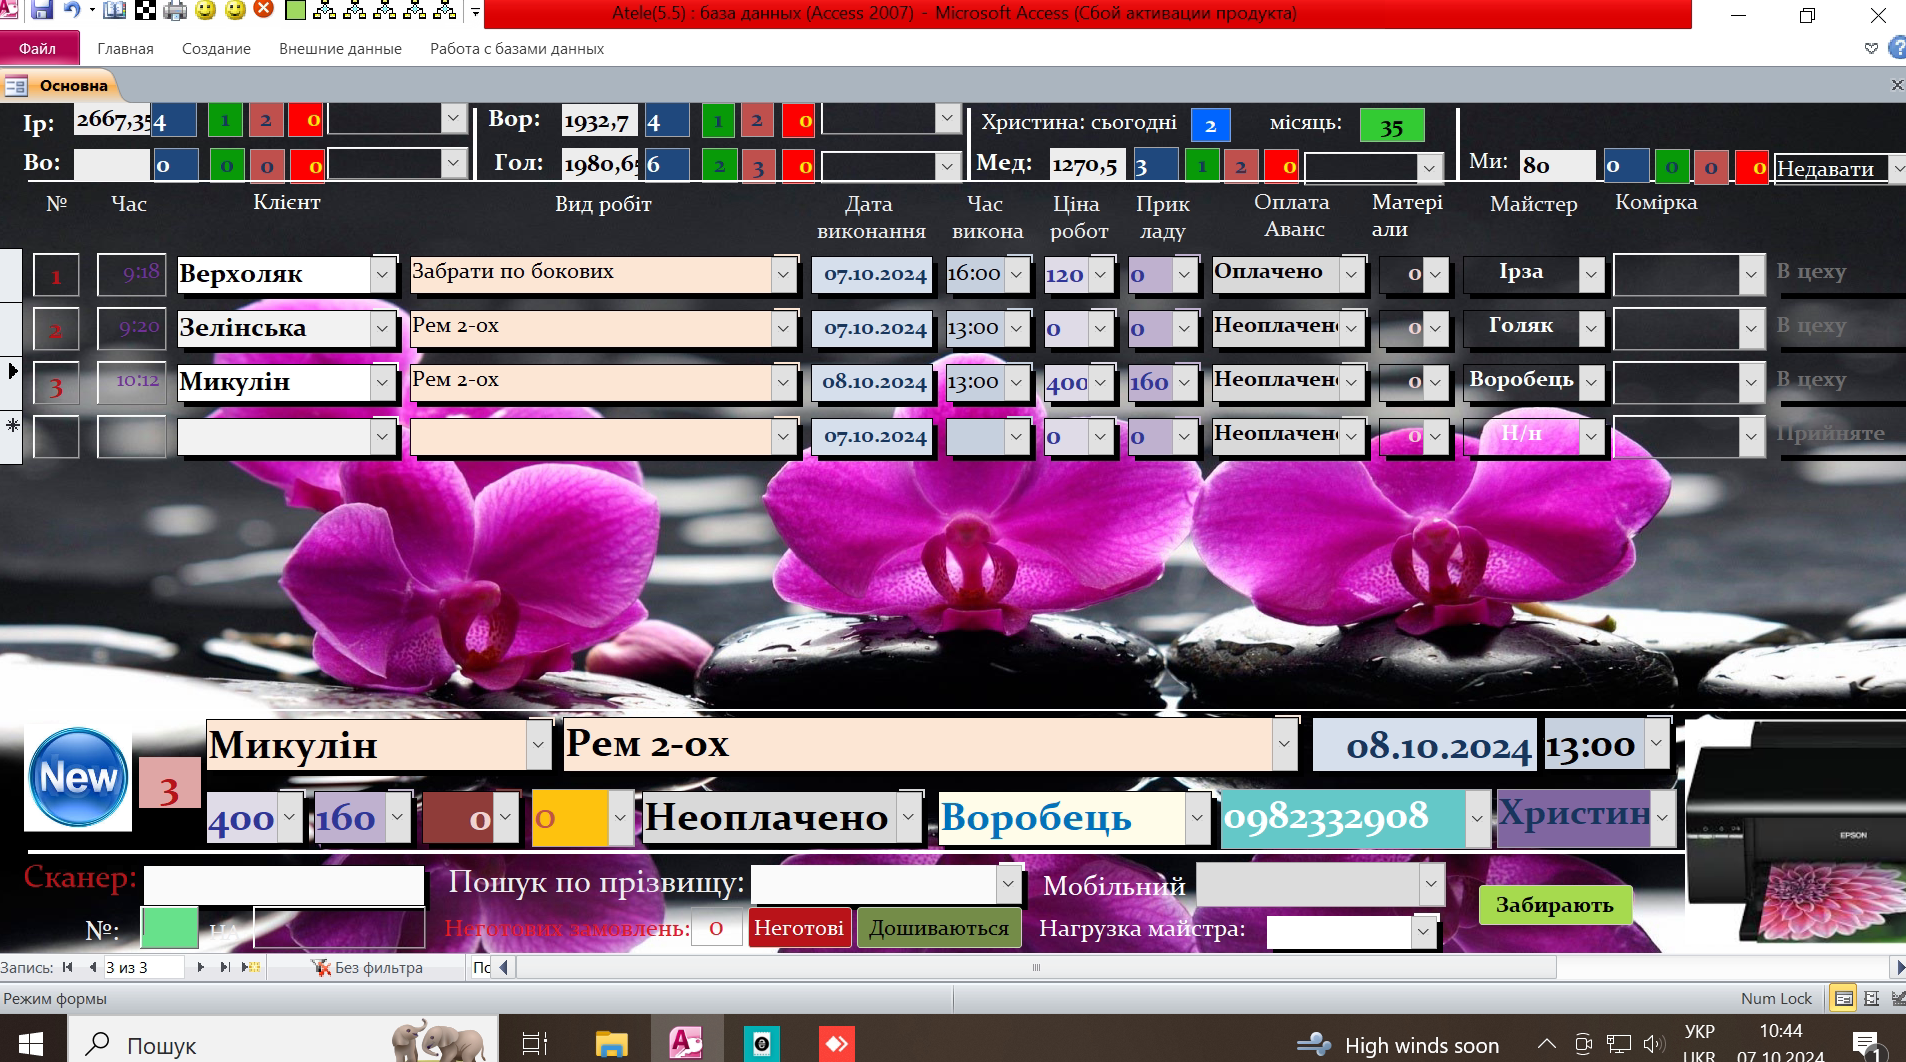 Atele(5.5) : база данных (Access 2007) - Microsoft Access (Сбой активации продукта)
Файл Главная Создание Внешние данные Работа с базами данных
Основна
Ір: 2667,35 4 1 2 0 Вор: 1932,7 4 1 2 0 Христина: сьогодні 2 місяць: 35
Во: 0 0 0 0 Гол: 1980,65 6 2 3 0 Мед: 1270,5 3 1 2 0 Ми: 80 0 0 0 0 Недавати
№ Час Клієнт Вид робіт Дата виконання Час викона Ціна робот Прик ладу Оплата Аванс Матері али Майстер Комірка
1 9:18 Верхоляк Забрати по бокових 07.10.2024 16:00 120 0 Оплачено 0 Ірза В цеху
2 9:20 Зелінська Рем 2-ох 07.10.2024 13:00 0 0 Неоплачено 0 Голяк В цеху
3 10:12 Микулін Рем 2-ох 08.10.2024 13:00 400 160 Неоплачено 0 Воробець В цеху
07.10.2024 0 0 Неоплачено 0 Н/н Прийняте
New 3 Микулін Рем 2-ох 08.10.2024 13:00
400 160 0 0 Неоплачено Воробець 0982332908 Христин
EPSON
Сканер: Пошук по прізвищу: Мобільний Забирають
№: НА Неготових замовлень: 0 Неготові Дошиваються Нагрузка майстра:
Запись: 3 из 3 Без фильтра По
Режим формы Num Lock
Пошук High winds soon УКР 10:44
UKR 07.10.2024 1